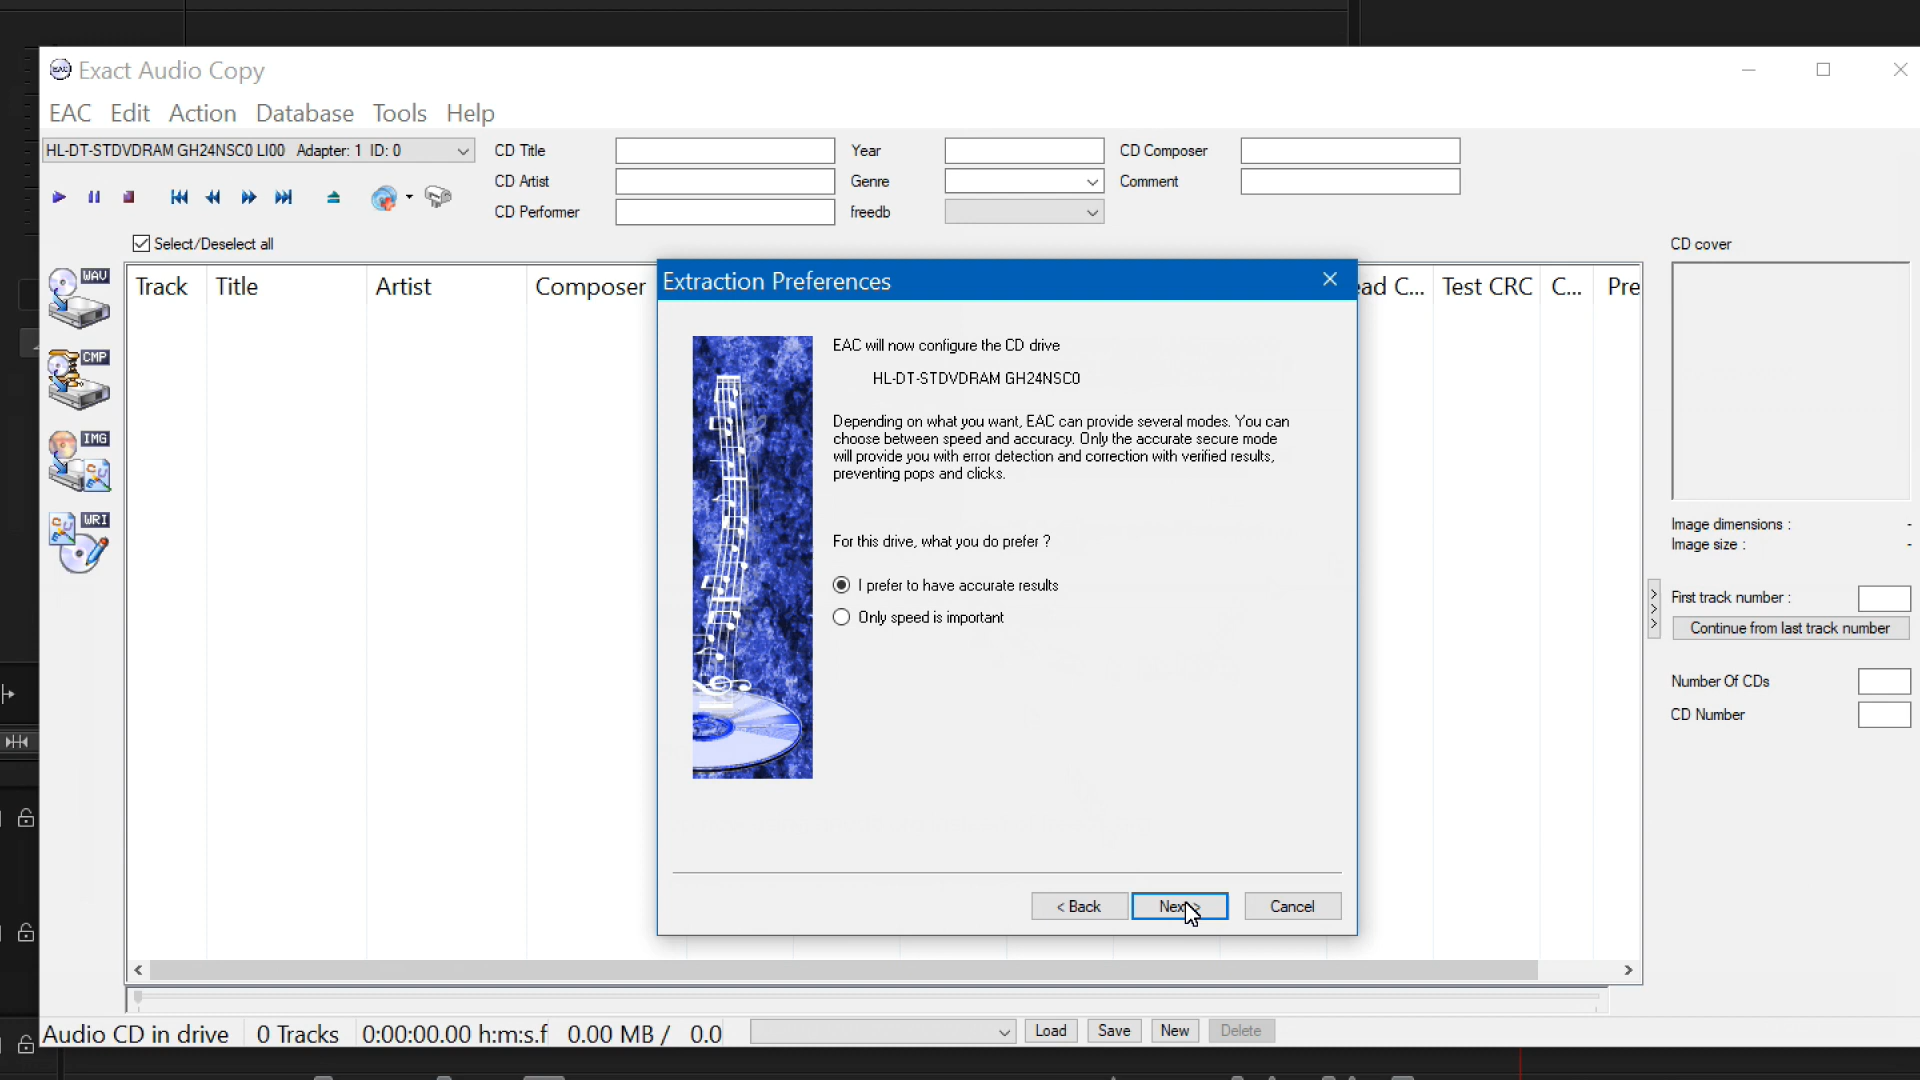 Exact Audio Copy
EAC Edit Action Database Tools Help
HL-DT-STDVDRAM GH24NSC0 LI00 Adapter: 1 ID: 0
CD Title
Year
CD Composer
CD Artist
Genre
Comment
CD Performer
freedb
Select/Deselect all
CD cover
WAV
CMP
IMG
WRI
Track Title Artist Composer
ead C... Test CRC C... Pre
Extraction Preferences
EAC will now configure the CD drive
HL-DT-STDVDRAM GH24NSC0
Depending on what you want, EAC can provide several modes. You can
choose between speed and accuracy. Only the accurate secure mode
will provide you with error detection and correction with verified results,
preventing pops and clicks.
For this drive, what you do prefer ?
I prefer to have accurate results
Only speed is important
< Back
Next >
Cancel
Image dimensions : -
Image size : -
First track number :
Continue from last track number
Number Of CDs
CD Number
Audio CD in drive 0 Tracks 0:00:00.00 h:m:s.f 0.00 MB / 0.0
Load Save New Delete